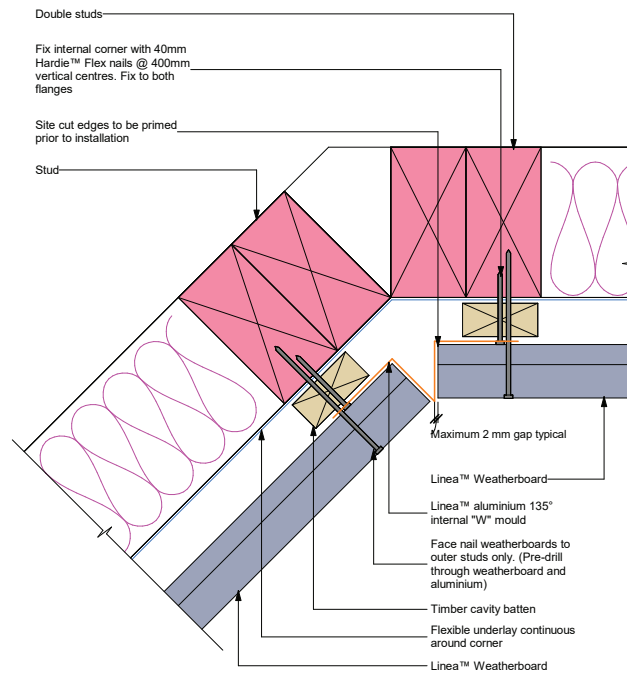 Double studs
Fix internal corner with 40mm
Hardie™ Flex nails @ 400mm
vertical centres. Fix to both
flanges
Site cut edges to be primed
prior to installation
Stud
Maximum 2 mm gap typical
Linea™ Weatherboard
Linea™ aluminium 135°
internal "W" mould
Face nail weatherboards to
outer studs only. (Pre-drill
through weatherboard and
aluminium)
Timber cavity batten
Flexible underlay continuous
around corner
Linea™ Weatherboard